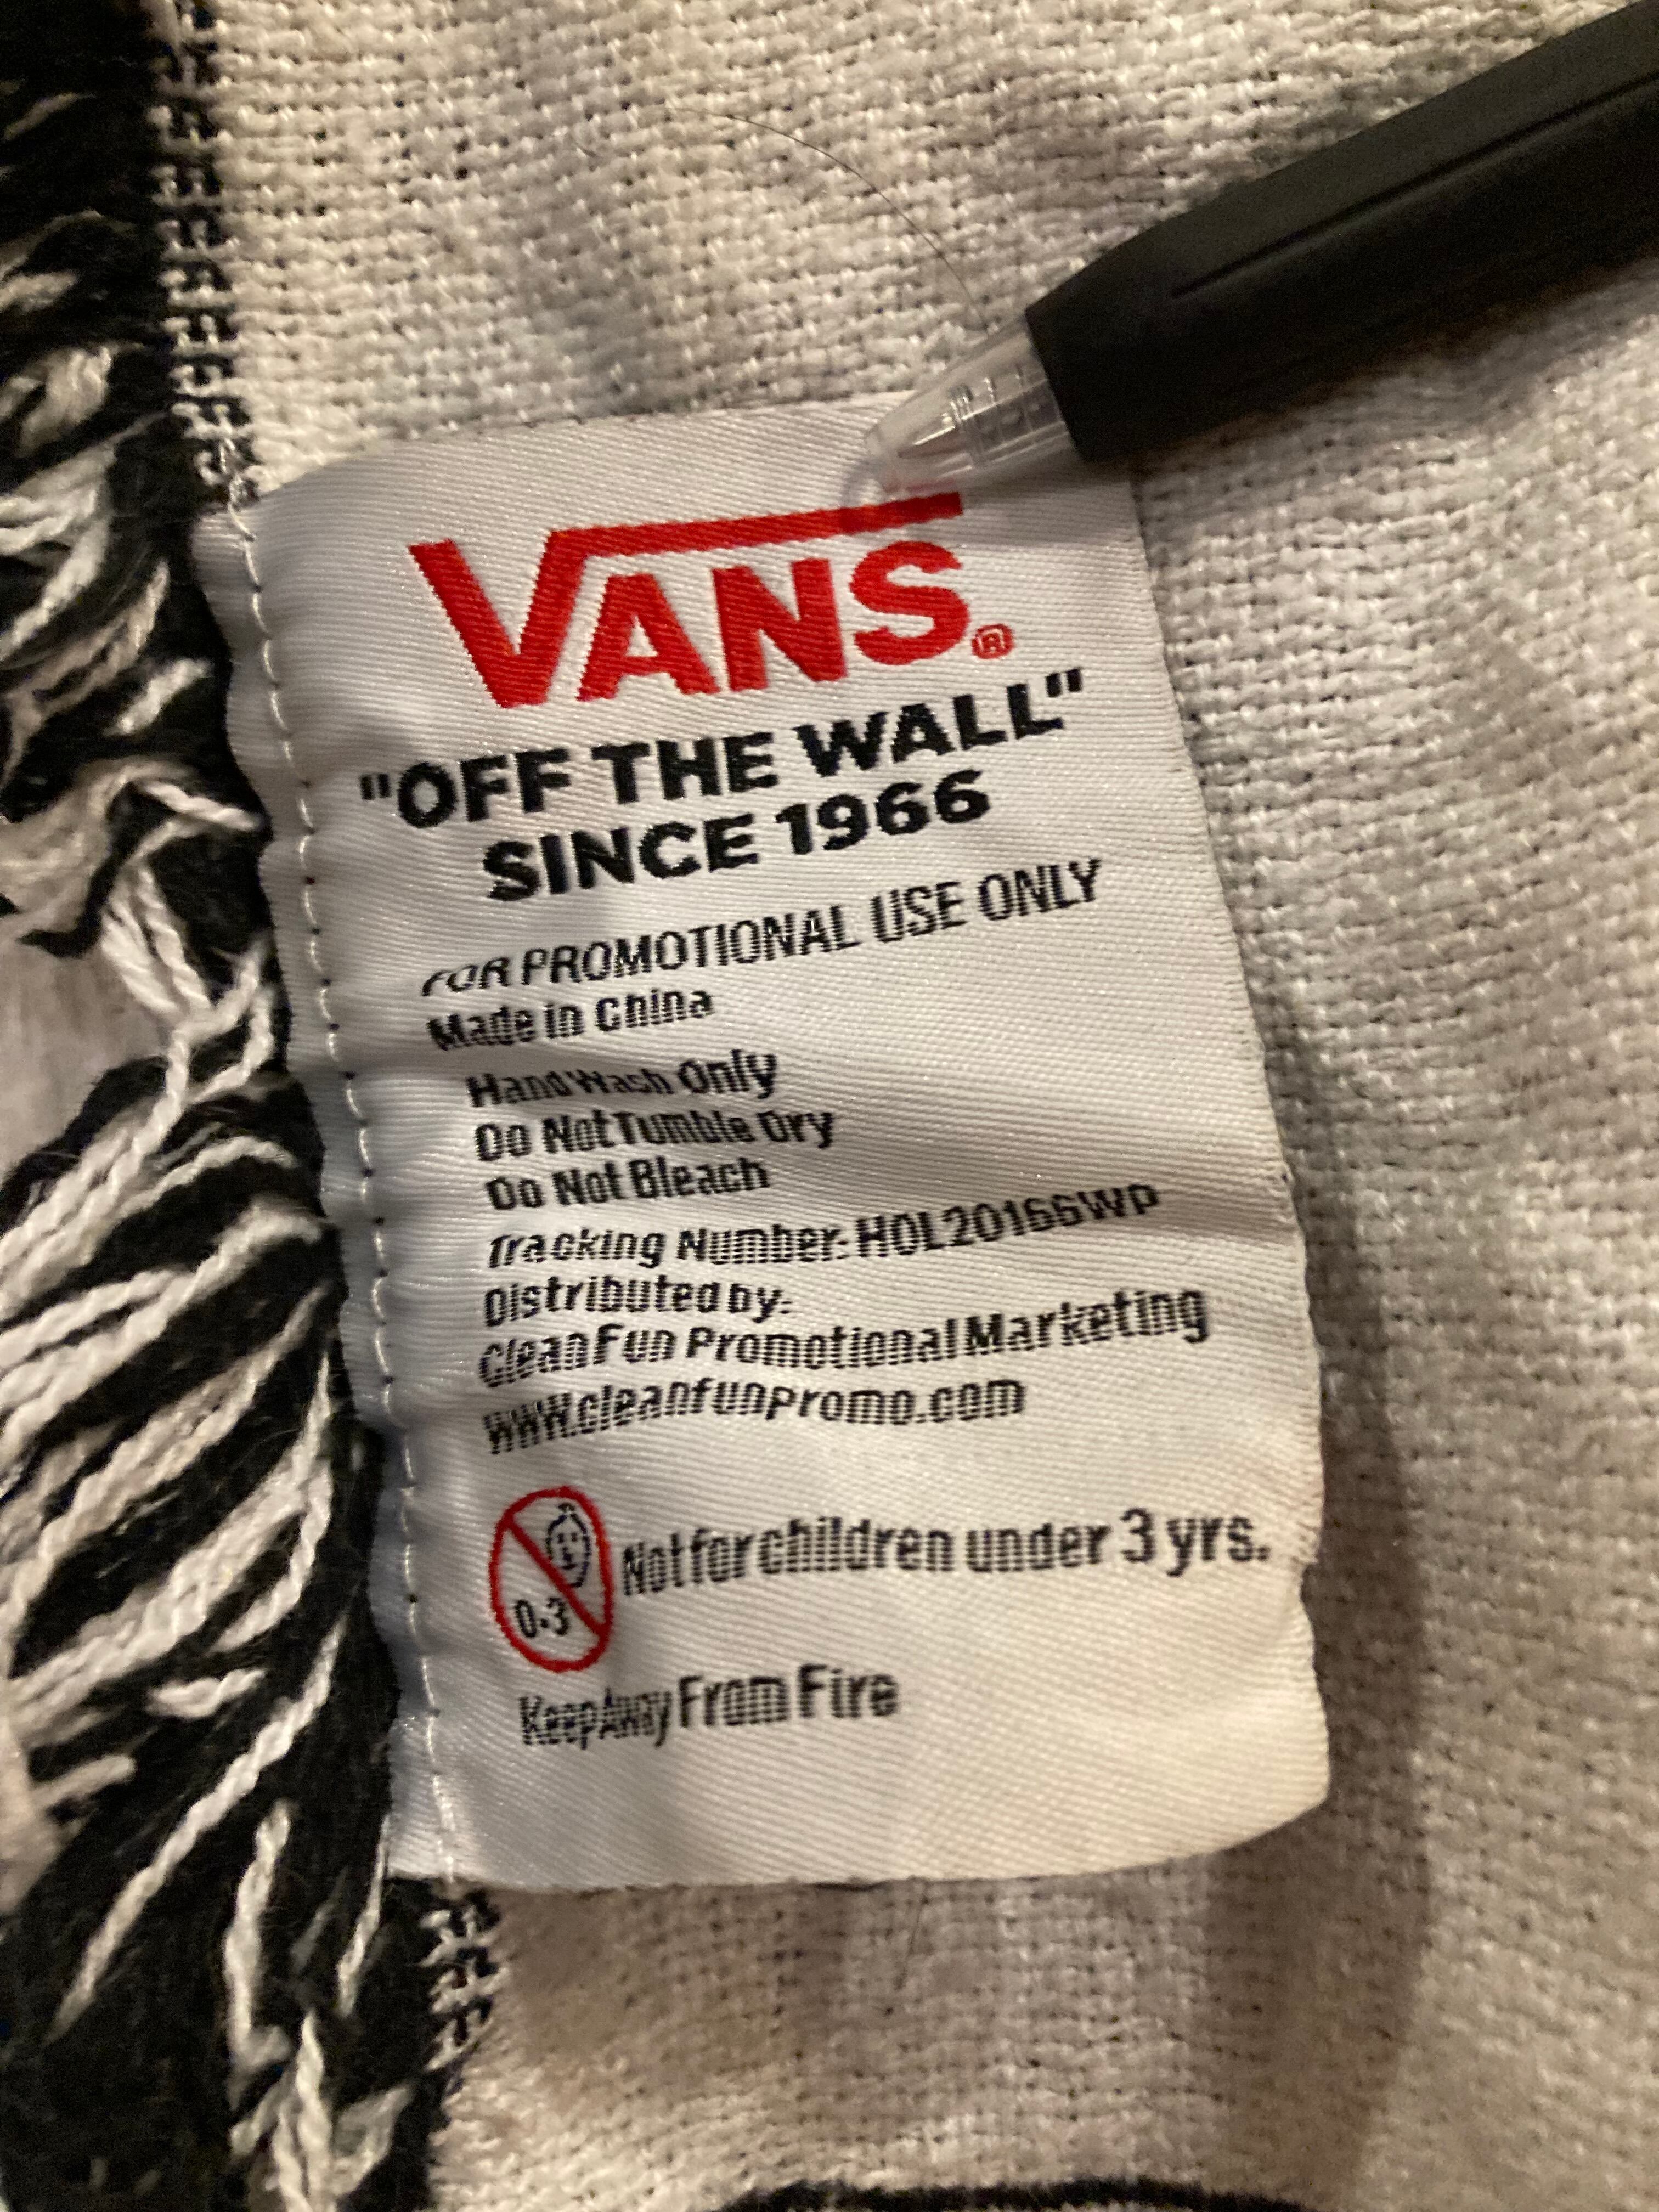 VANS®
"OFF THE WALL"
SINCE 1966
FOR PROMOTIONAL USE ONLY
Made in China
Hand Wash Only
Do Not Tumble Dry
Do Not Bleach
Tracking Number: HOL20166WP
Distributed by:
Clean Fun Promotional Marketing
www.cleanfunpromo.com
0-3 Not for children under 3 yrs.
Keep Away From Fire